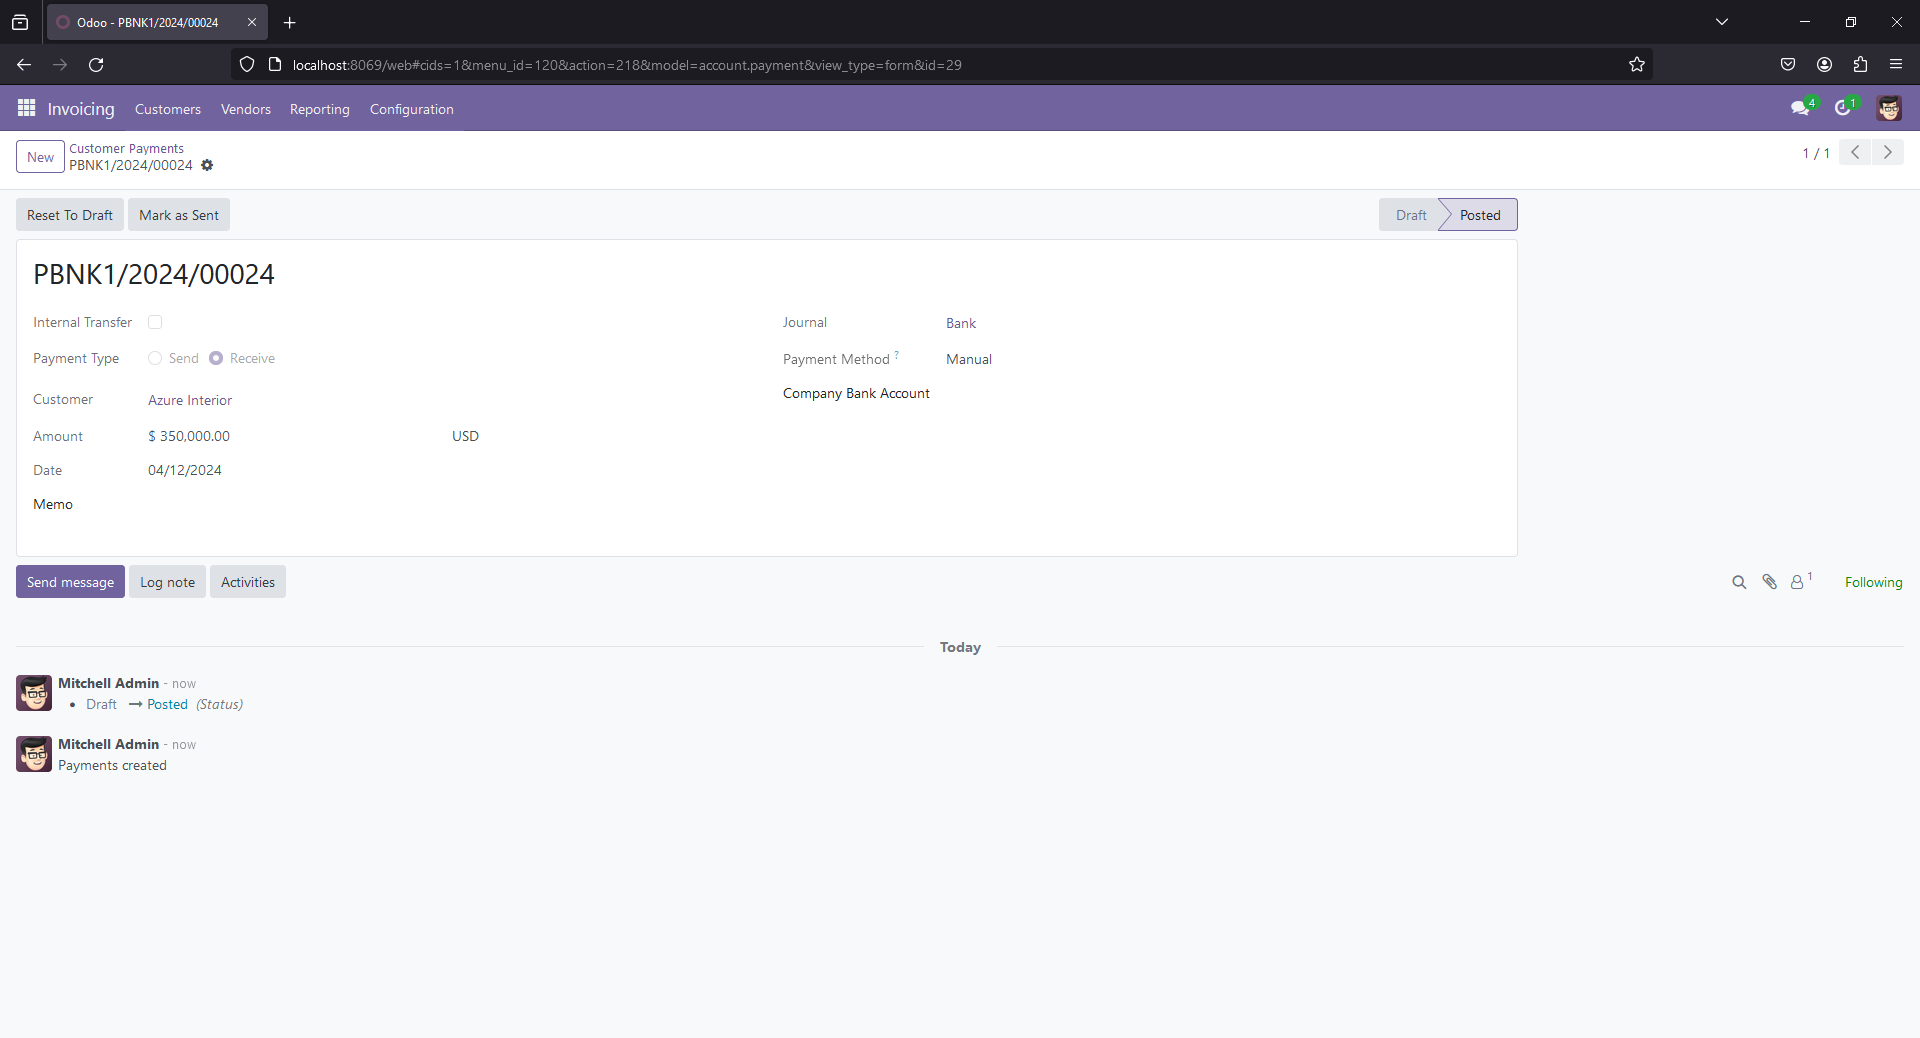 Odoo - PBNK1/2024/00024
localhost:8069/web#cids=1&menu_id=120&action=218&model=account.payment&view_type=form&id=29
Invoicing Customers Vendors Reporting Configuration 4 1
New Customer Payments
PBNK1/2024/00024
1 / 1
Reset To Draft Mark as Sent Draft Posted
PBNK1/2024/00024
Internal Transfer Journal Bank
Payment Type Send Receive Payment Method ? Manual
Customer Azure Interior Company Bank Account
Amount $ 350,000.00 USD
Date 04/12/2024
Memo
Send message Log note Activities 1 Following
Today
Mitchell Admin - now
• Draft → Posted (Status)
Mitchell Admin - now
Payments created